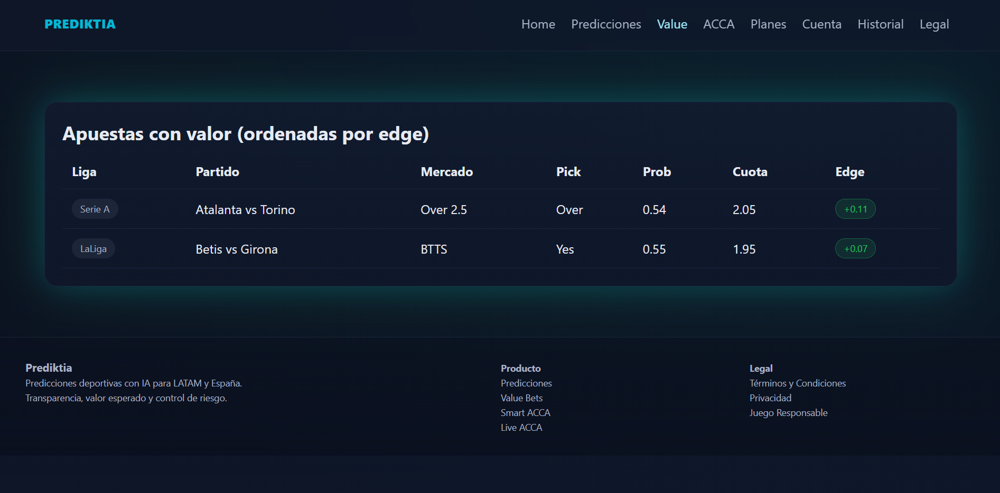 PREDIKTIA
Home Predicciones Value ACCA Planes Cuenta Historial Legal
Apuestas con valor (ordenadas por edge)
Liga Partido Mercado Pick Prob Cuota Edge
Serie A Atalanta vs Torino Over 2.5 Over 0.54 2.05 +0.11
LaLiga Betis vs Girona BTTS Yes 0.55 1.95 +0.07
Prediktia
Predicciones deportivas con IA para LATAM y España.
Transparencia, valor esperado y control de riesgo.
Producto
Predicciones
Value Bets
Smart ACCA
Live ACCA
Legal
Términos y Condiciones
Privacidad
Juego Responsable